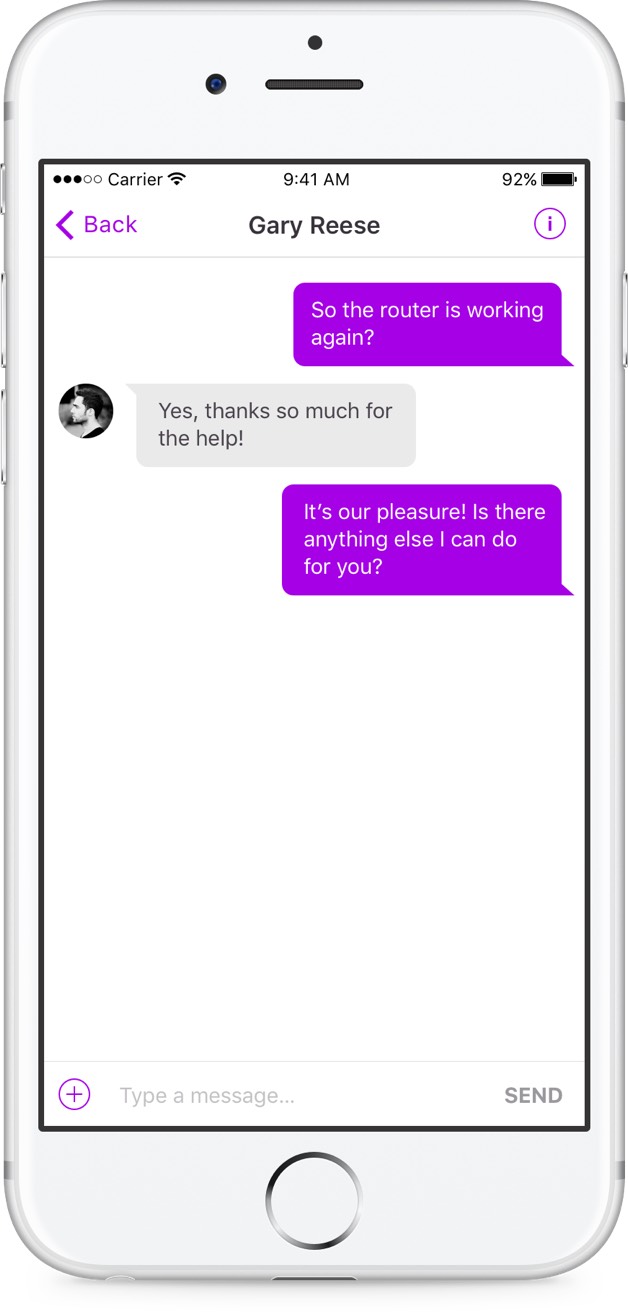 Carrier 9:41 AM 92%
Back Gary Reese i
So the router is working
again?
Yes, thanks so much for
the help!
It’s our pleasure! Is there
anything else I can do
for you?
Type a message... SEND